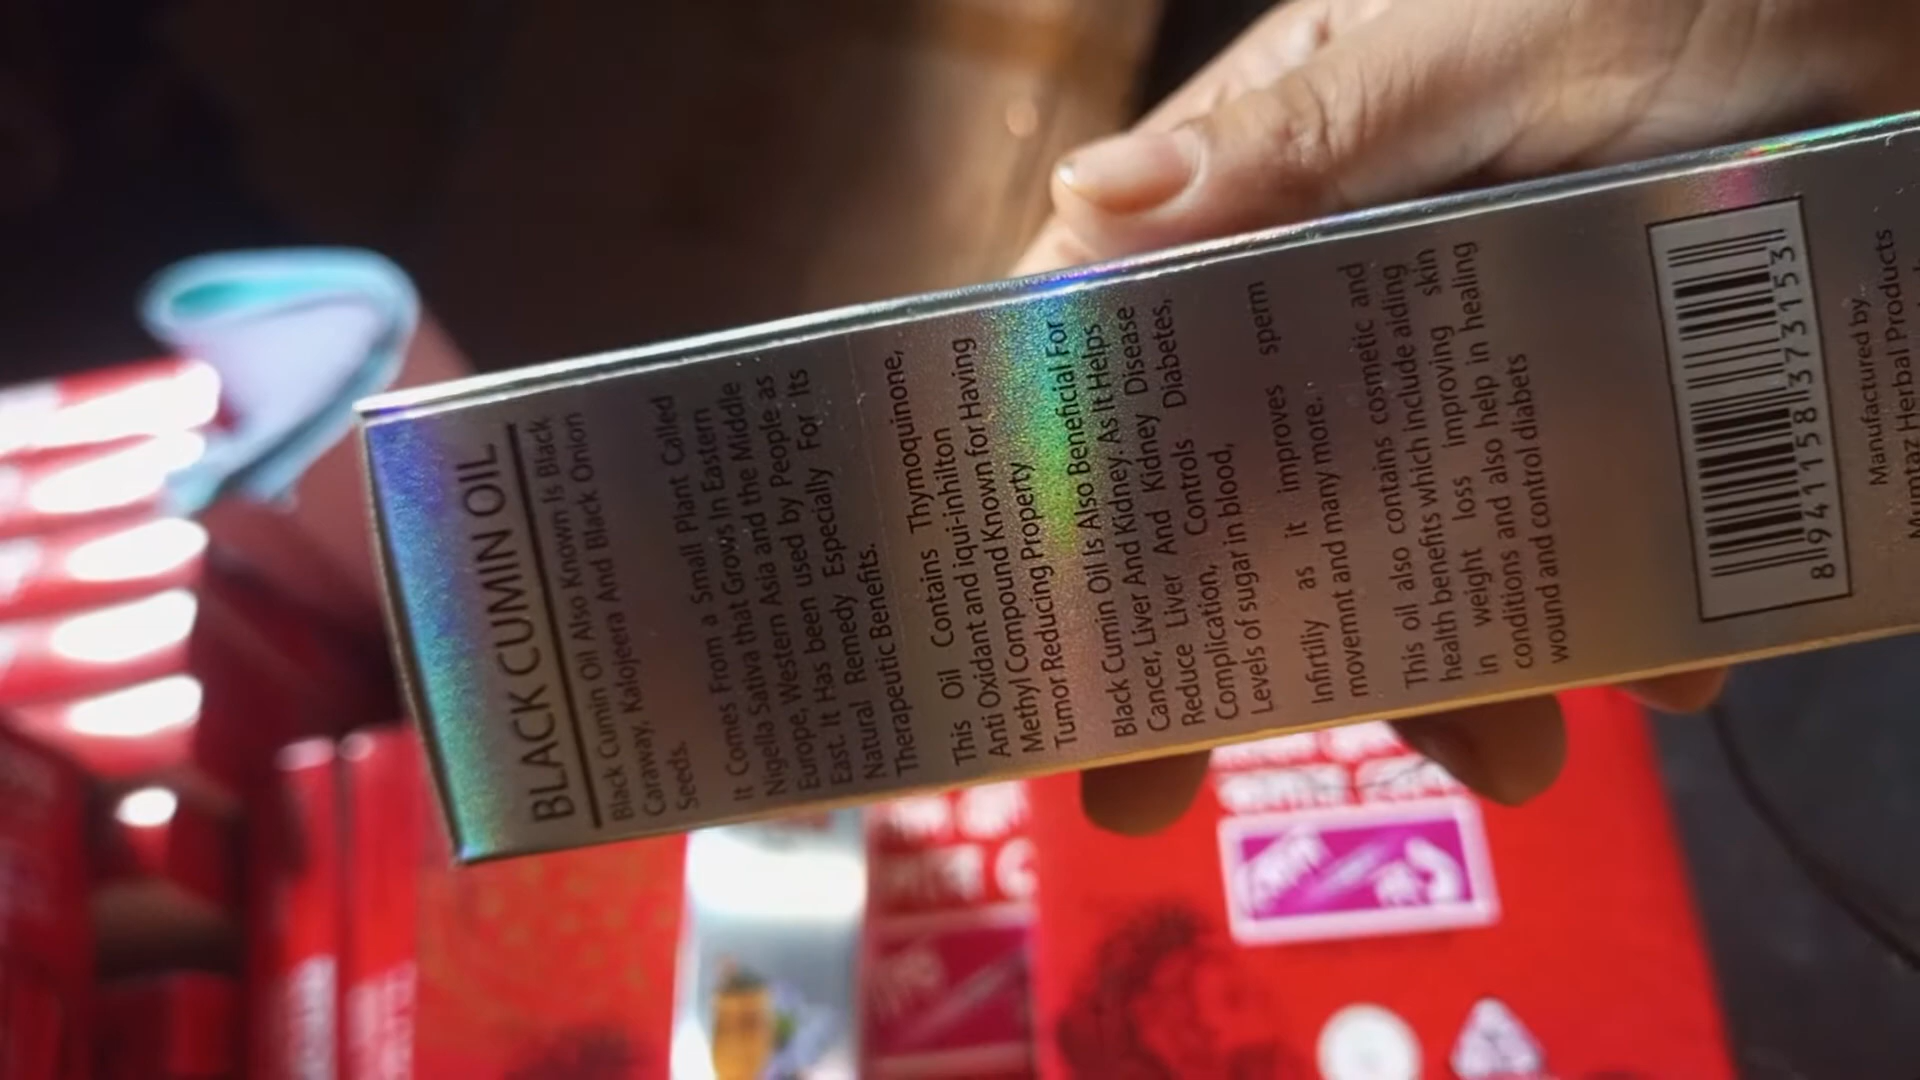 BLACK CUMIN OIL
Black Cumin Oil Also Known Is Black
Caraway, Kalojeera And Black Onion
Seeds.
It Comes From a Small Plant Called
Nigella Sativa that Grows In Eastern
Europe, Western Asia and the Middle
East. It Has been used by People as
Natural Remedy Especially For Its
Therapeutic Benefits.
This Oil Contains Thymoquinone,
Anti Oxidant and iqui-inhilton
Methyl Compound Known for Having
Tumor Reducing Property
Black Cumin Oil Is Also Beneficial For
Cancer, Liver And Kidney. As It Helps
Reduce Liver And Kidney Disease
Complication, Controls Diabetes,
Levels of sugar in blood,
Infirtiliy as it improves sperm
movemnt and many more.
This oil also contains cosmetic and
health benefits which include aiding
in weight loss improving skin
conditions and also help in healing
wound and control diabetes
8941158373153
Manufactured by
Mumtaz Herbal Products